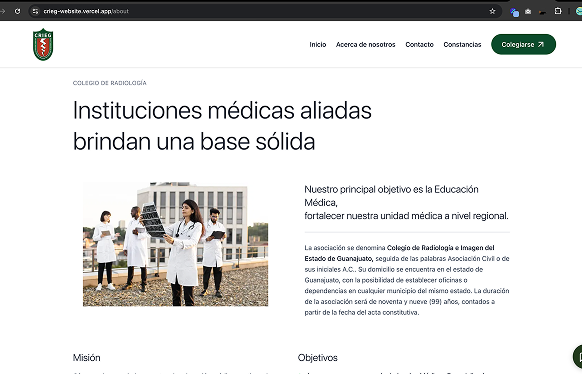 crieg-website.vercel.app/about
CRIEG
Inicio Acerca de nosotros Contacto Constancias Colegiarse
COLEGIO DE RADIOLOGÍA
Instituciones médicas aliadas
brindan una base sólida
Nuestro principal objetivo es la Educación
Médica,
fortalecer nuestra unidad médica a nivel regional.
La asociación se denomina Colegio de Radiología e Imagen del
Estado de Guanajuato, seguida de las palabras Asociación Civil o de
sus iniciales A.C.. Su domicilio se encuentra en el estado de
Guanajuato, con la posibilidad de establecer oficinas o
dependencias en cualquier municipio del mismo estado. La duración
de la asociación será de noventa y nueve (99) años, contados a
partir de la fecha del acta constitutiva.
Misión Objetivos